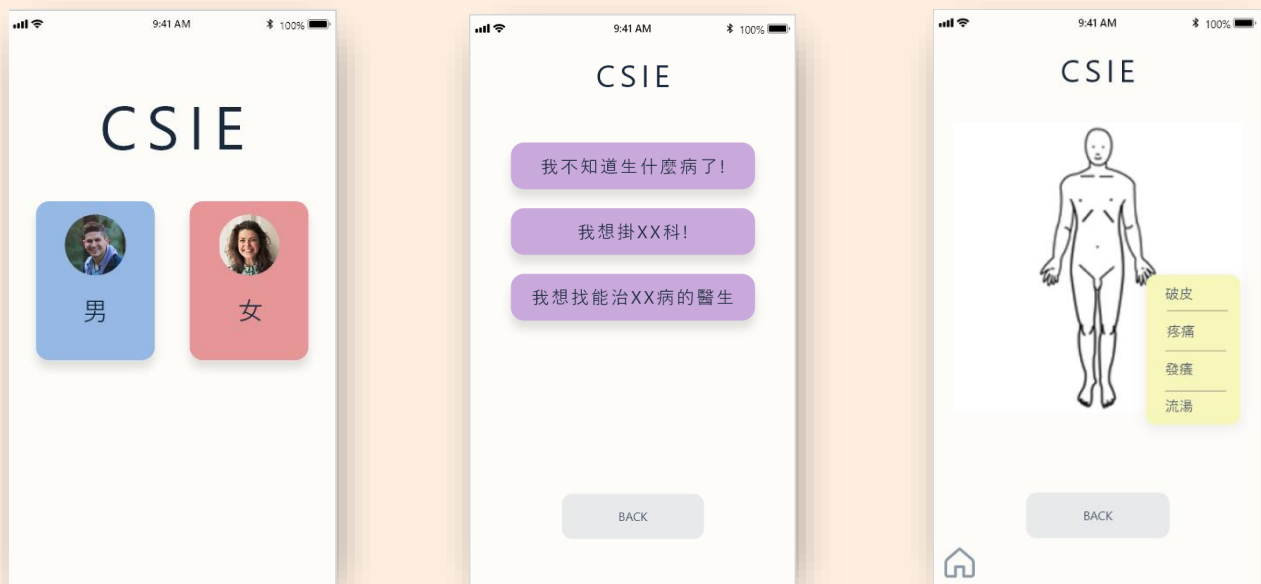 9:41 AM
100%
CSIE
男
女
9:41 AM
100%
CSIE
我不知道生什麼病了!
我想掛XX科!
我想找能治XX病的醫生
BACK
9:41 AM
100%
CSIE
破皮
疼痛
發癢
流湯
BACK